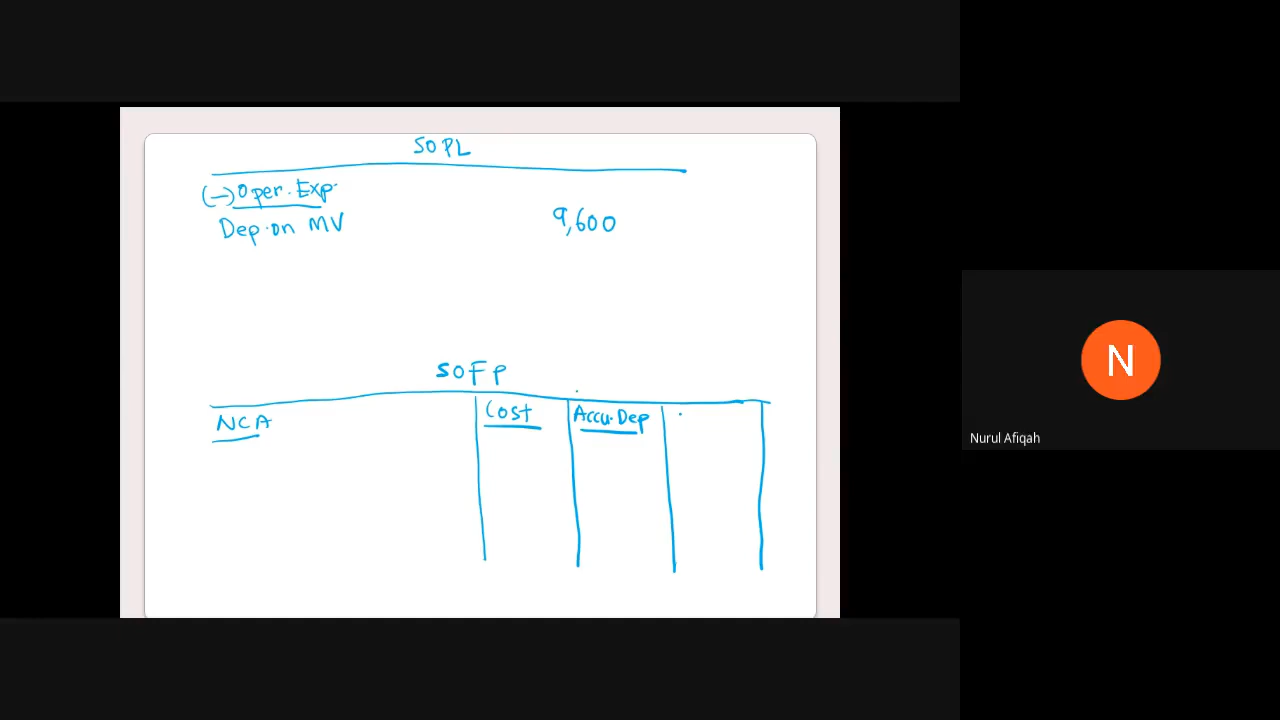 SOPL
(-) Oper. Exp.
Dep. on MV 9,600
SOFP
NCA Cost Accu. Dep
N
Nurul Afiqah